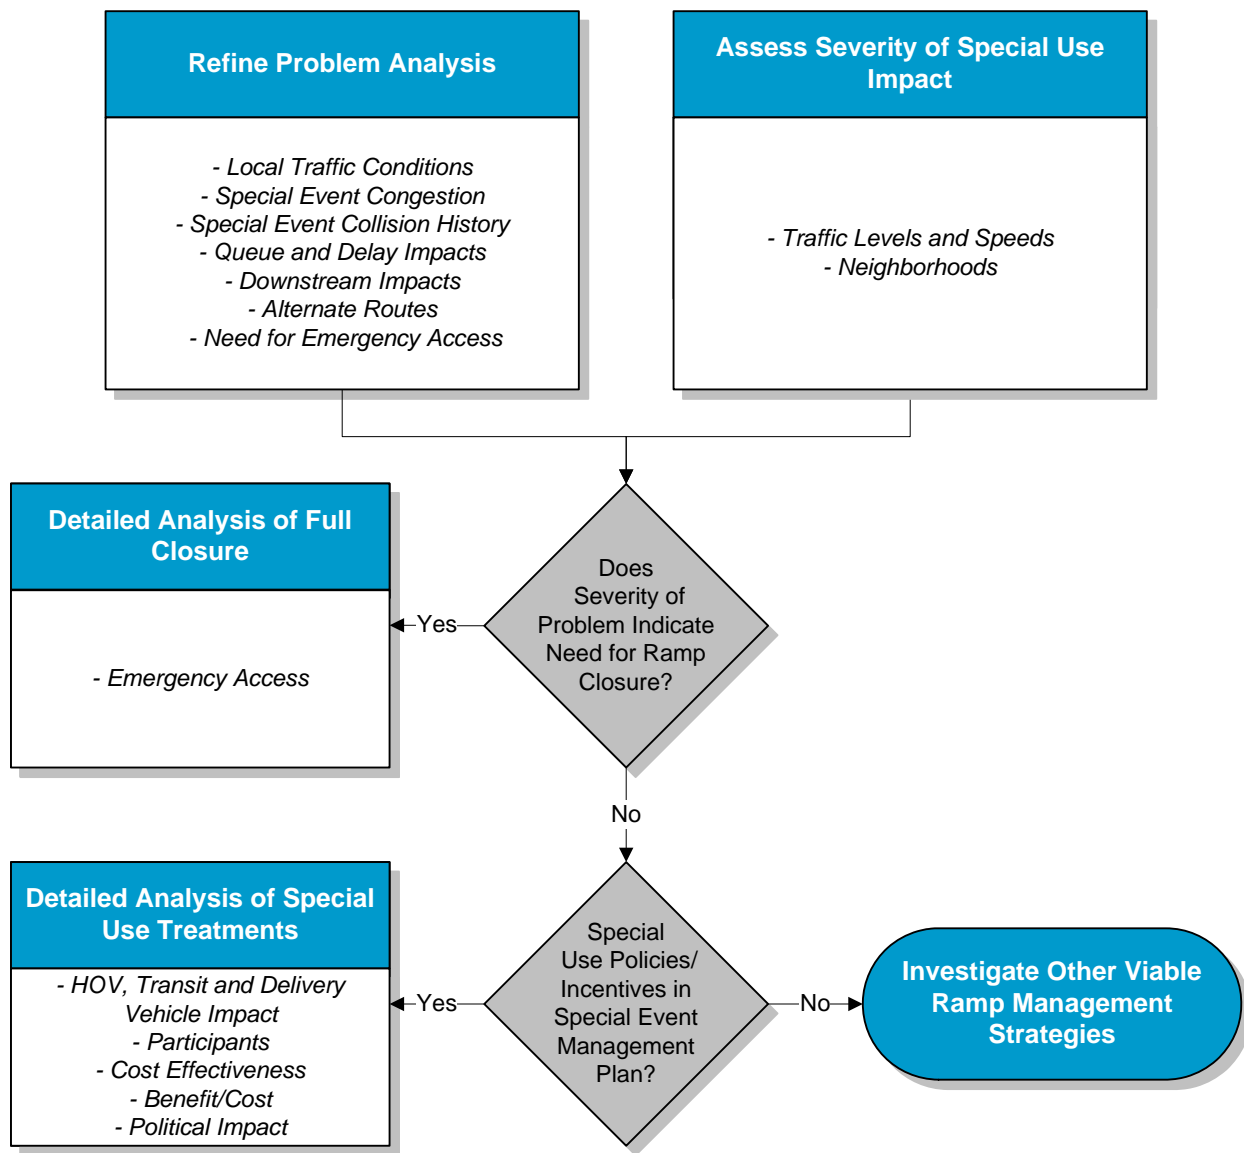 Refine Problem Analysis
- Local Traffic Conditions
- Special Event Congestion
- Special Event Collision History
- Queue and Delay Impacts
- Downstream Impacts
- Alternate Routes
- Need for Emergency Access
Assess Severity of Special Use
Impact
- Traffic Levels and Speeds
- Neighborhoods
Detailed Analysis of Full
Closure
- Emergency Access
Yes
Does
Severity of
Problem Indicate
Need for Ramp
Closure?
No
Detailed Analysis of Special
Use Treatments
- HOV, Transit and Delivery
Vehicle Impact
- Participants
- Cost Effectiveness
- Benefit/Cost
- Political Impact
Yes
Special
Use Policies/
Incentives in
Special Event
Management
Plan?
No
Investigate Other Viable
Ramp Management
Strategies